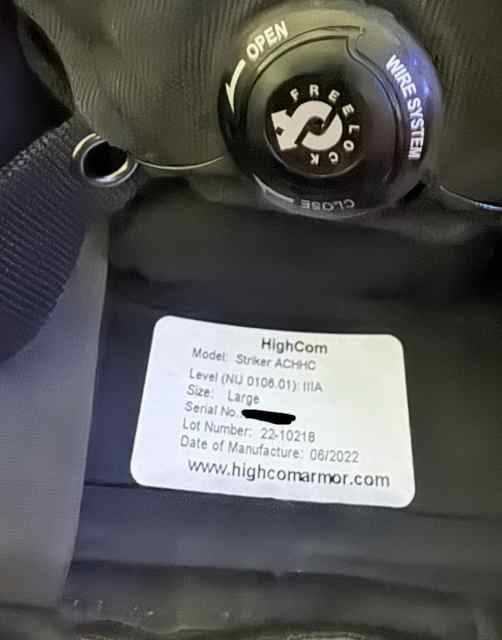 OPEN
WIRE SYSTEM
FREELOCK
CLOSE
HighCom
Model: Striker ACHHC
Level (NIJ 0106.01): IIIA
Size: Large
Serial No.:
Lot Number: 22-10218
Date of Manufacture: 06/2022
www.highcomarmor.com